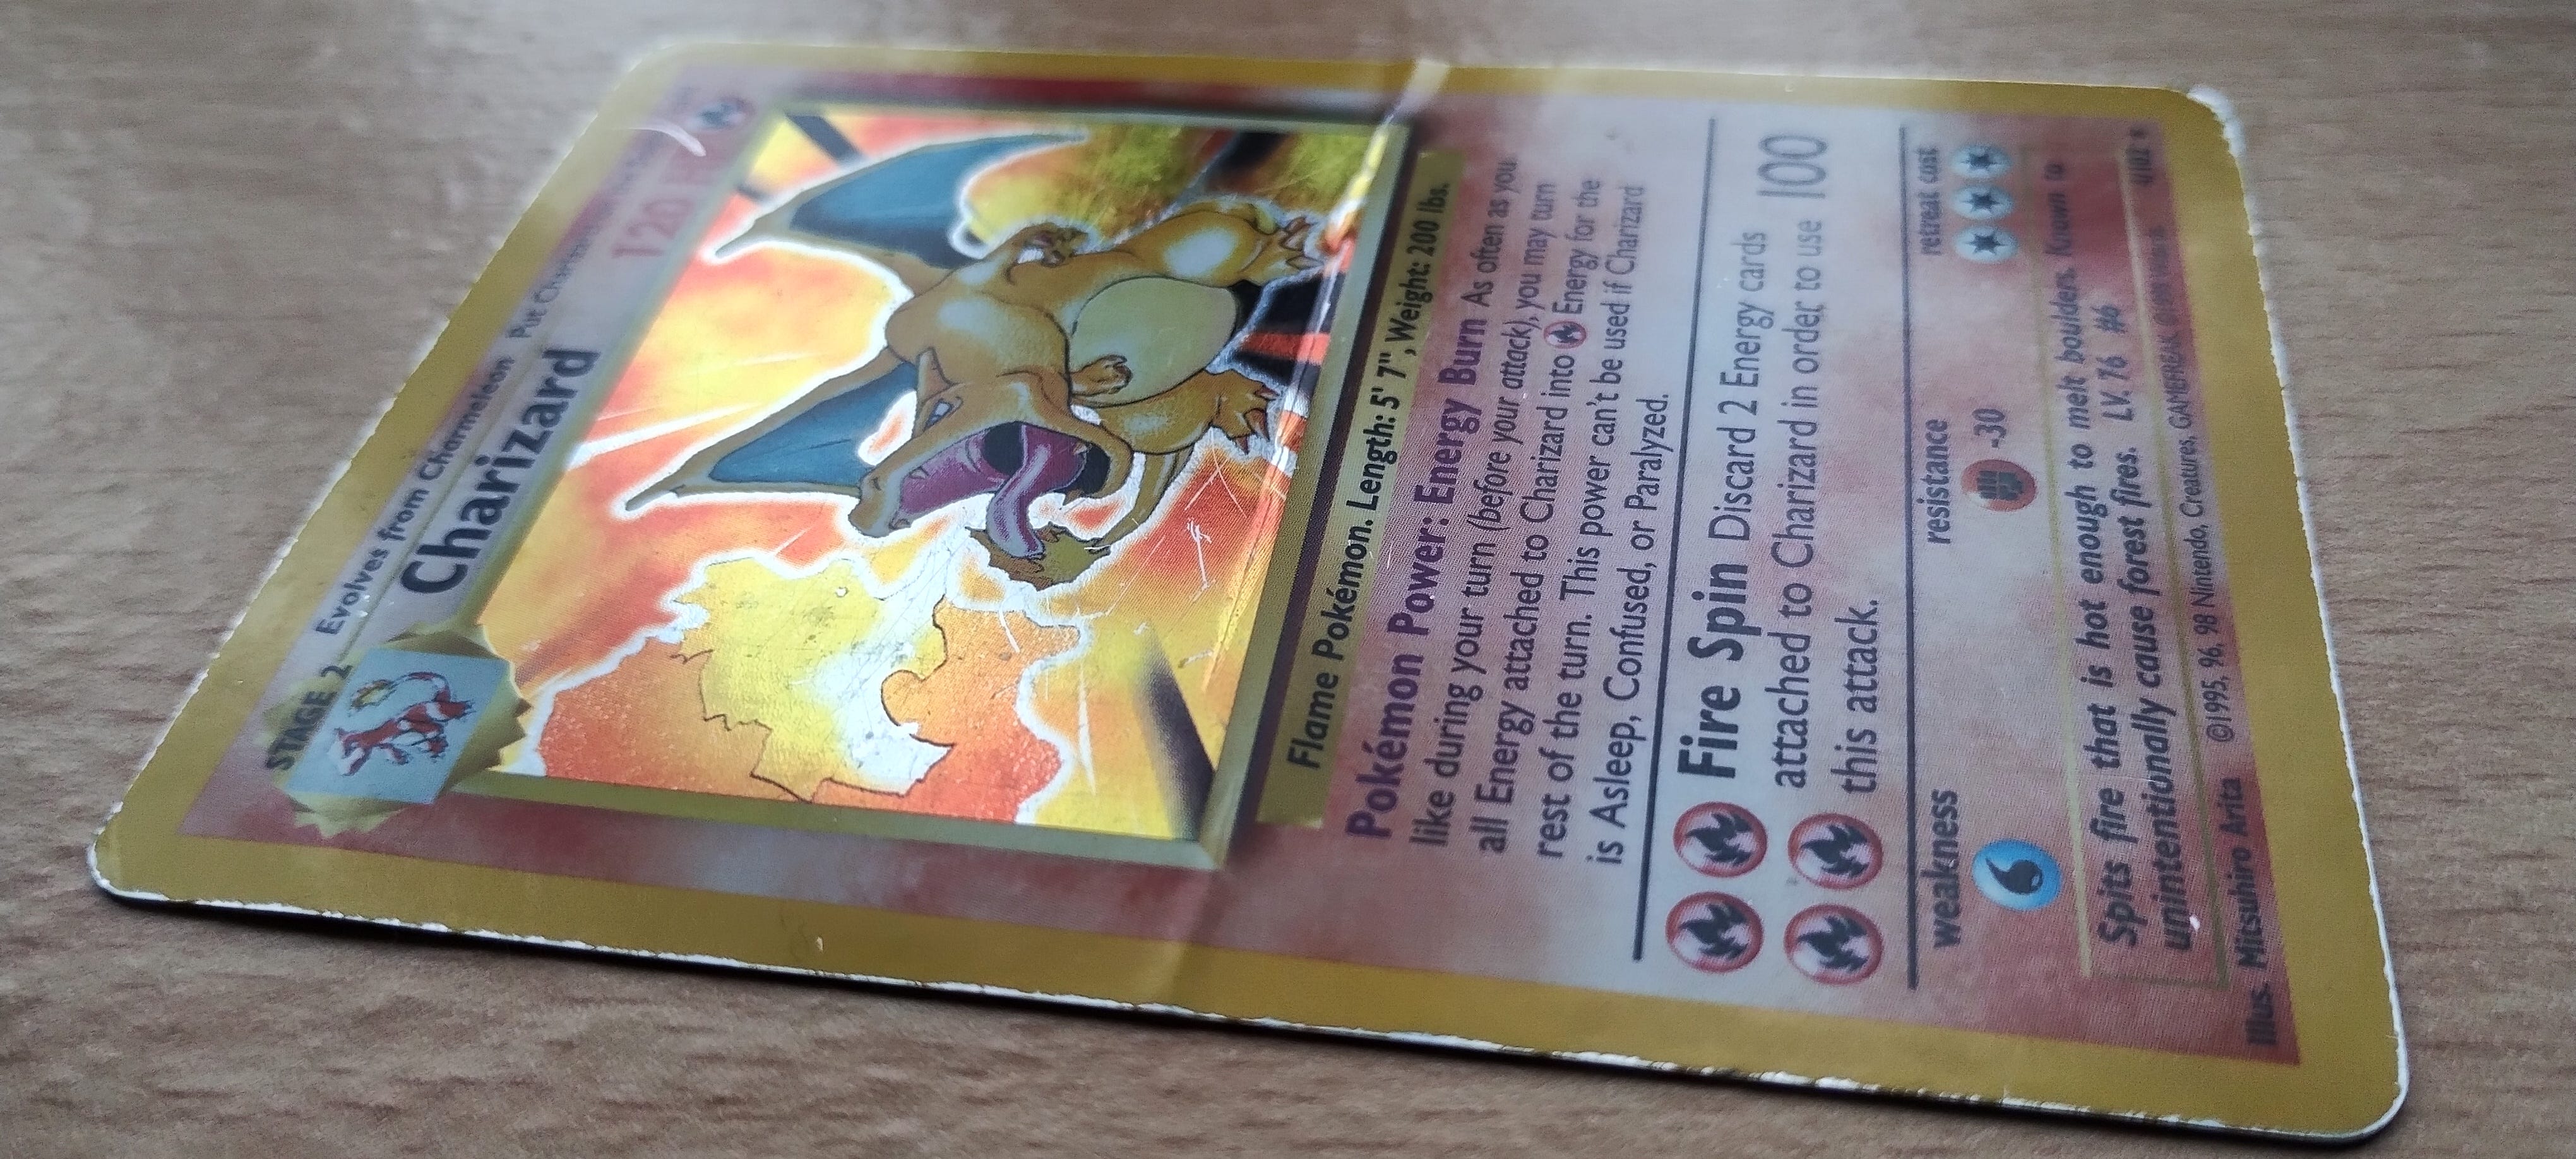 STAGE 2 Evolves from Charmeleon Put Charm
Charizard 120 HP
Flame Pokémon. Length: 5' 7", Weight: 200 lbs.
Pokémon Power: Energy Burn As often as you
like during your turn (before your attack), you may turn
all Energy attached to Charizard into Energy for the
rest of the turn. This power can't be used if Charizard
is Asleep, Confused, or Paralyzed.
Fire Spin Discard 2 Energy cards
attached to Charizard in order to use 100
this attack.
weakness resistance retreat cost
-30
Spits fire that is hot enough to melt boulders. Known to
unintentionally cause forest fires. LV. 76 #6
Illus. Mitsuhiro Arita ©1995, 96, 98 Nintendo, Creatures, GAMEFREAK. 4/102 ★